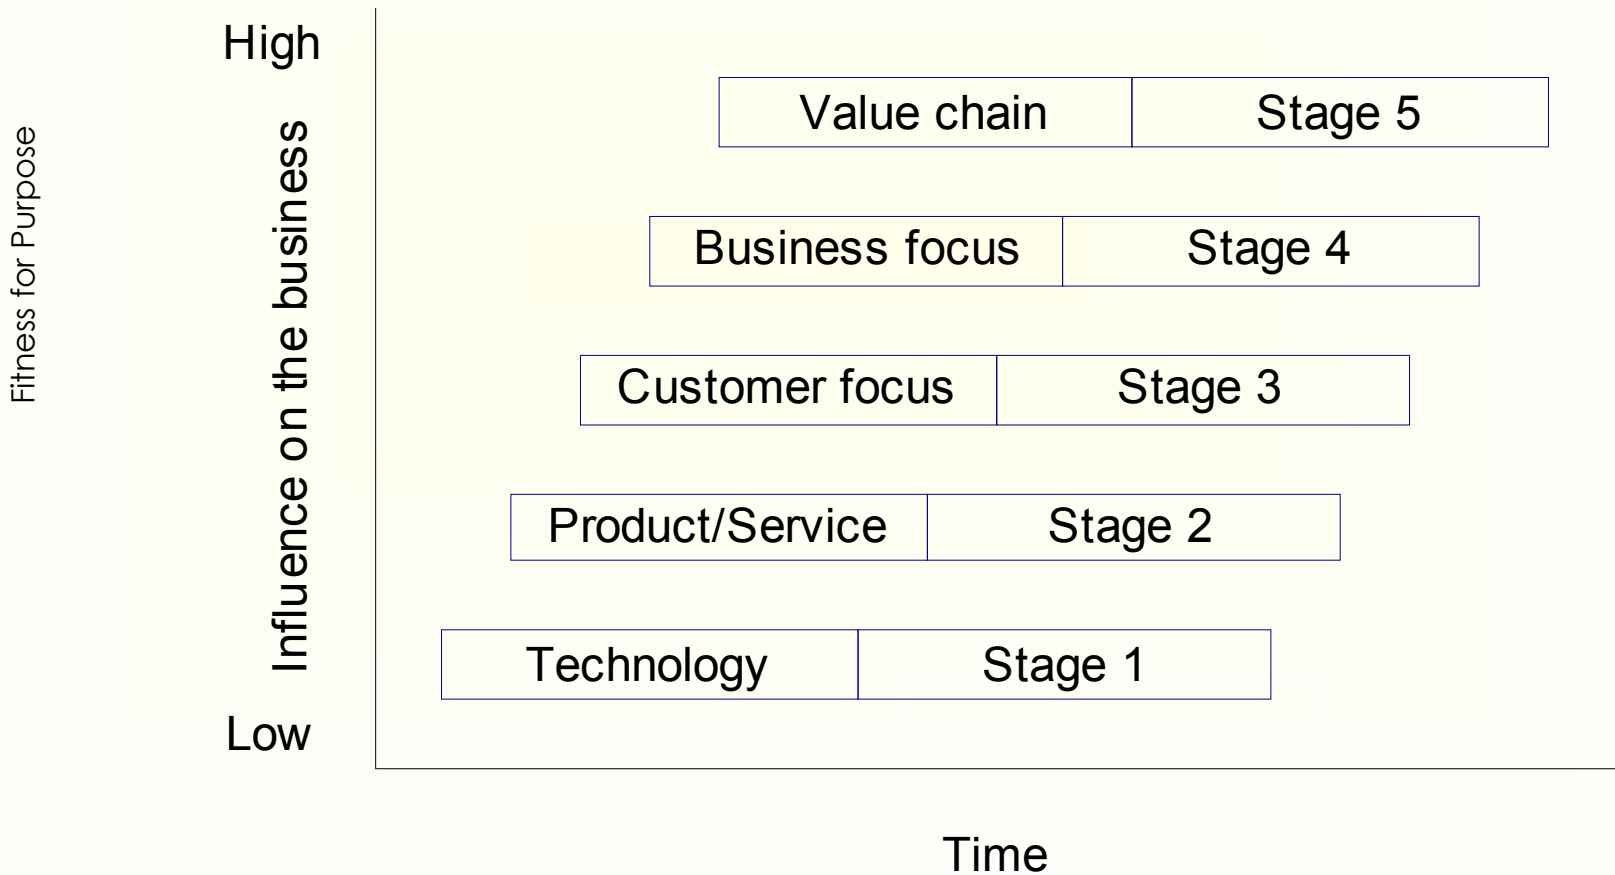 High
Value chain Stage 5
Business focus Stage 4
Customer focus Stage 3
Product/Service Stage 2
Technology Stage 1
Low
Influence on the business
Fitness for Purpose
Time